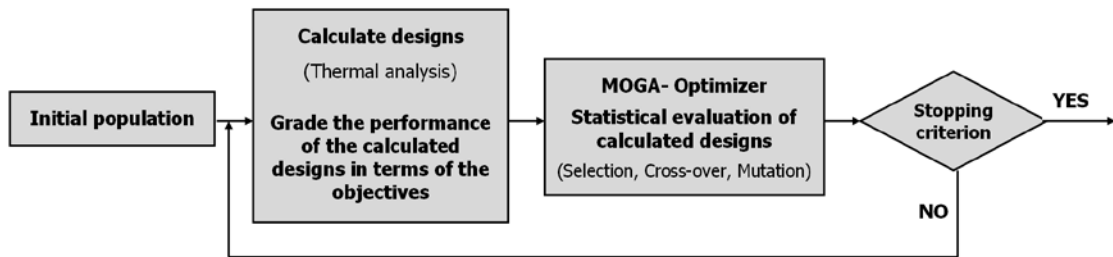 Initial population
Calculate designs
(Thermal analysis)
Grade the performance
of the calculated
designs in terms of the
objectives
MOGA- Optimizer
Statistical evaluation of
calculated designs
(Selection, Cross-over, Mutation)
Stopping
criterion
YES
NO